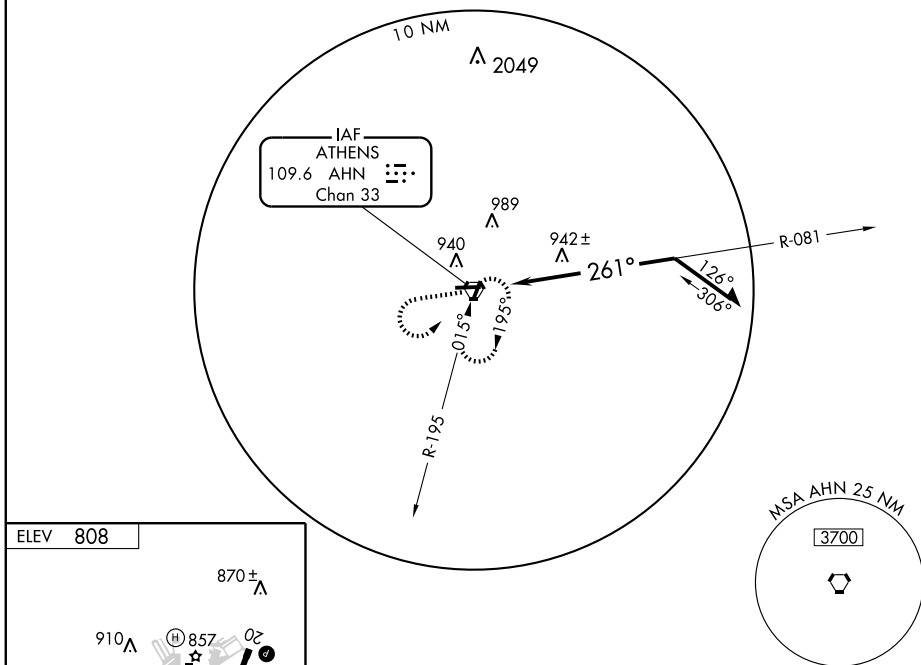 10 NM
2049
IAF
ATHENS
109.6 AHN
Chan 33
989
940
942±
R-081
261°
126°
306°
015°
195°
R-195
MSA AHN 25 NM
3700
ELEV 808
870±
910
H 857
20
P